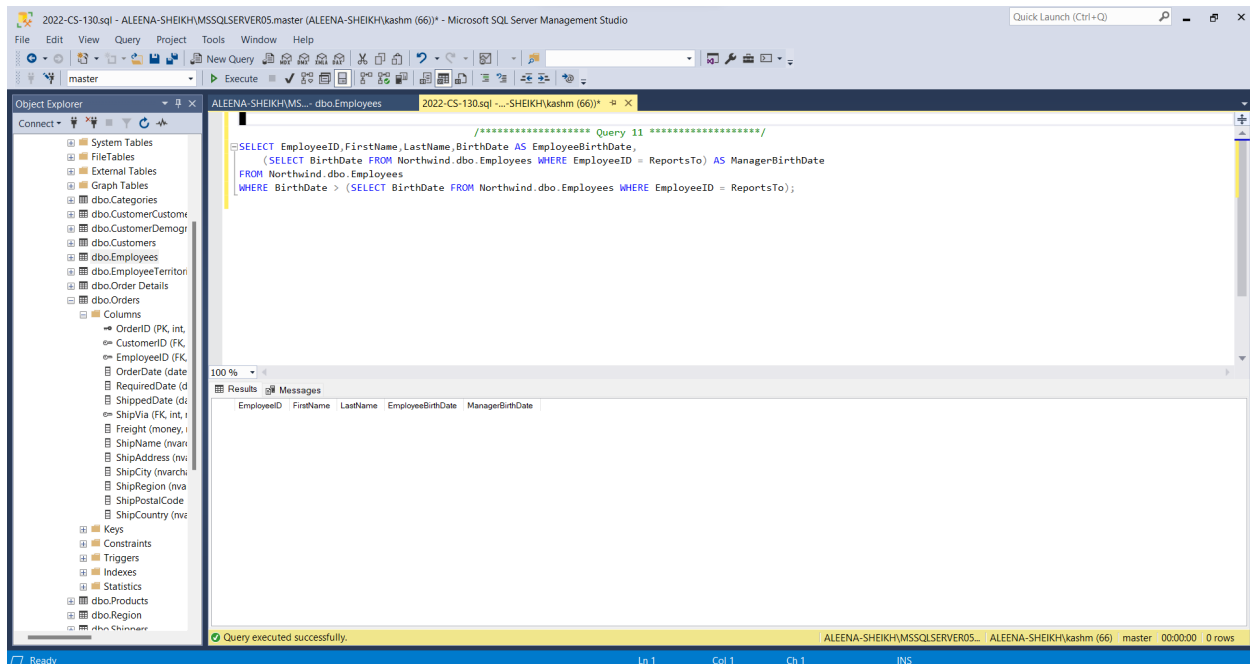 2022-CS-130.sql - ALEENA-SHEIKH\MSSQLSERVER05.master (ALEENA-SHEIKH\kashm (66))* - Microsoft SQL Server Management Studio
Quick Launch (Ctrl+Q)
File Edit View Query Project Tools Window Help
New Query
master
Execute
Object Explorer
ALEENA-SHEIKH\MS...- dbo.Employees
2022-CS-130.sql -...-SHEIKH\kashm (66))*
Connect
System Tables
FileTables
External Tables
Graph Tables
dbo.Categories
dbo.CustomerCustome
dbo.CustomerDemogr
dbo.Customers
dbo.Employees
dbo.EmployeeTerritori
dbo.Order Details
dbo.Orders
Columns
OrderID (PK, int,
CustomerID (FK,
EmployeeID (FK,
OrderDate (date
RequiredDate (d
ShippedDate (da
ShipVia (FK, int, n
Freight (money, 
ShipName (nvarc
ShipAddress (nva
ShipCity (nvarcha
ShipRegion (nva
ShipPostalCode
ShipCountry (nva
Keys
Constraints
Triggers
Indexes
Statistics
dbo.Products
dbo.Region
dbo.Shippers
/******************* Query 11 *******************/
SELECT EmployeeID,FirstName,LastName,BirthDate AS EmployeeBirthDate,
(SELECT BirthDate FROM Northwind.dbo.Employees WHERE EmployeeID = ReportsTo) AS ManagerBirthDate
FROM Northwind.dbo.Employees
WHERE BirthDate > (SELECT BirthDate FROM Northwind.dbo.Employees WHERE EmployeeID = ReportsTo);
100 %
Results Messages
EmployeeID FirstName LastName EmployeeBirthDate ManagerBirthDate
Query executed successfully.
ALEENA-SHEIKH\MSSQLSERVER05... ALEENA-SHEIKH\kashm (66) master 00:00:00 0 rows
Ready Ln 1 Col 1 Ch 1 INS